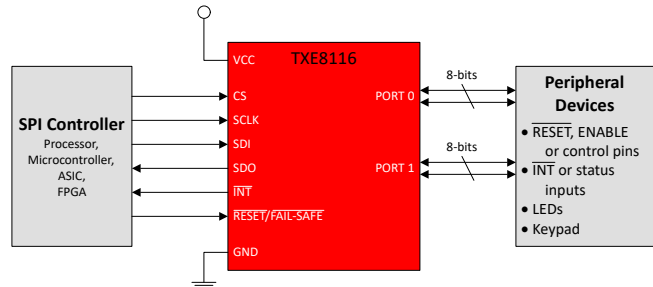 VCC
TXE8116
CS
SCLK
SDI
SDO
INT
RESET/FAIL-SAFE
GND
PORT 0
PORT 1
8-bits
8-bits
SPI Controller
Processor,
Microcontroller,
ASIC,
FPGA
Peripheral
Devices
• RESET, ENABLE
or control pins
• INT or status
inputs
• LEDs
• Keypad